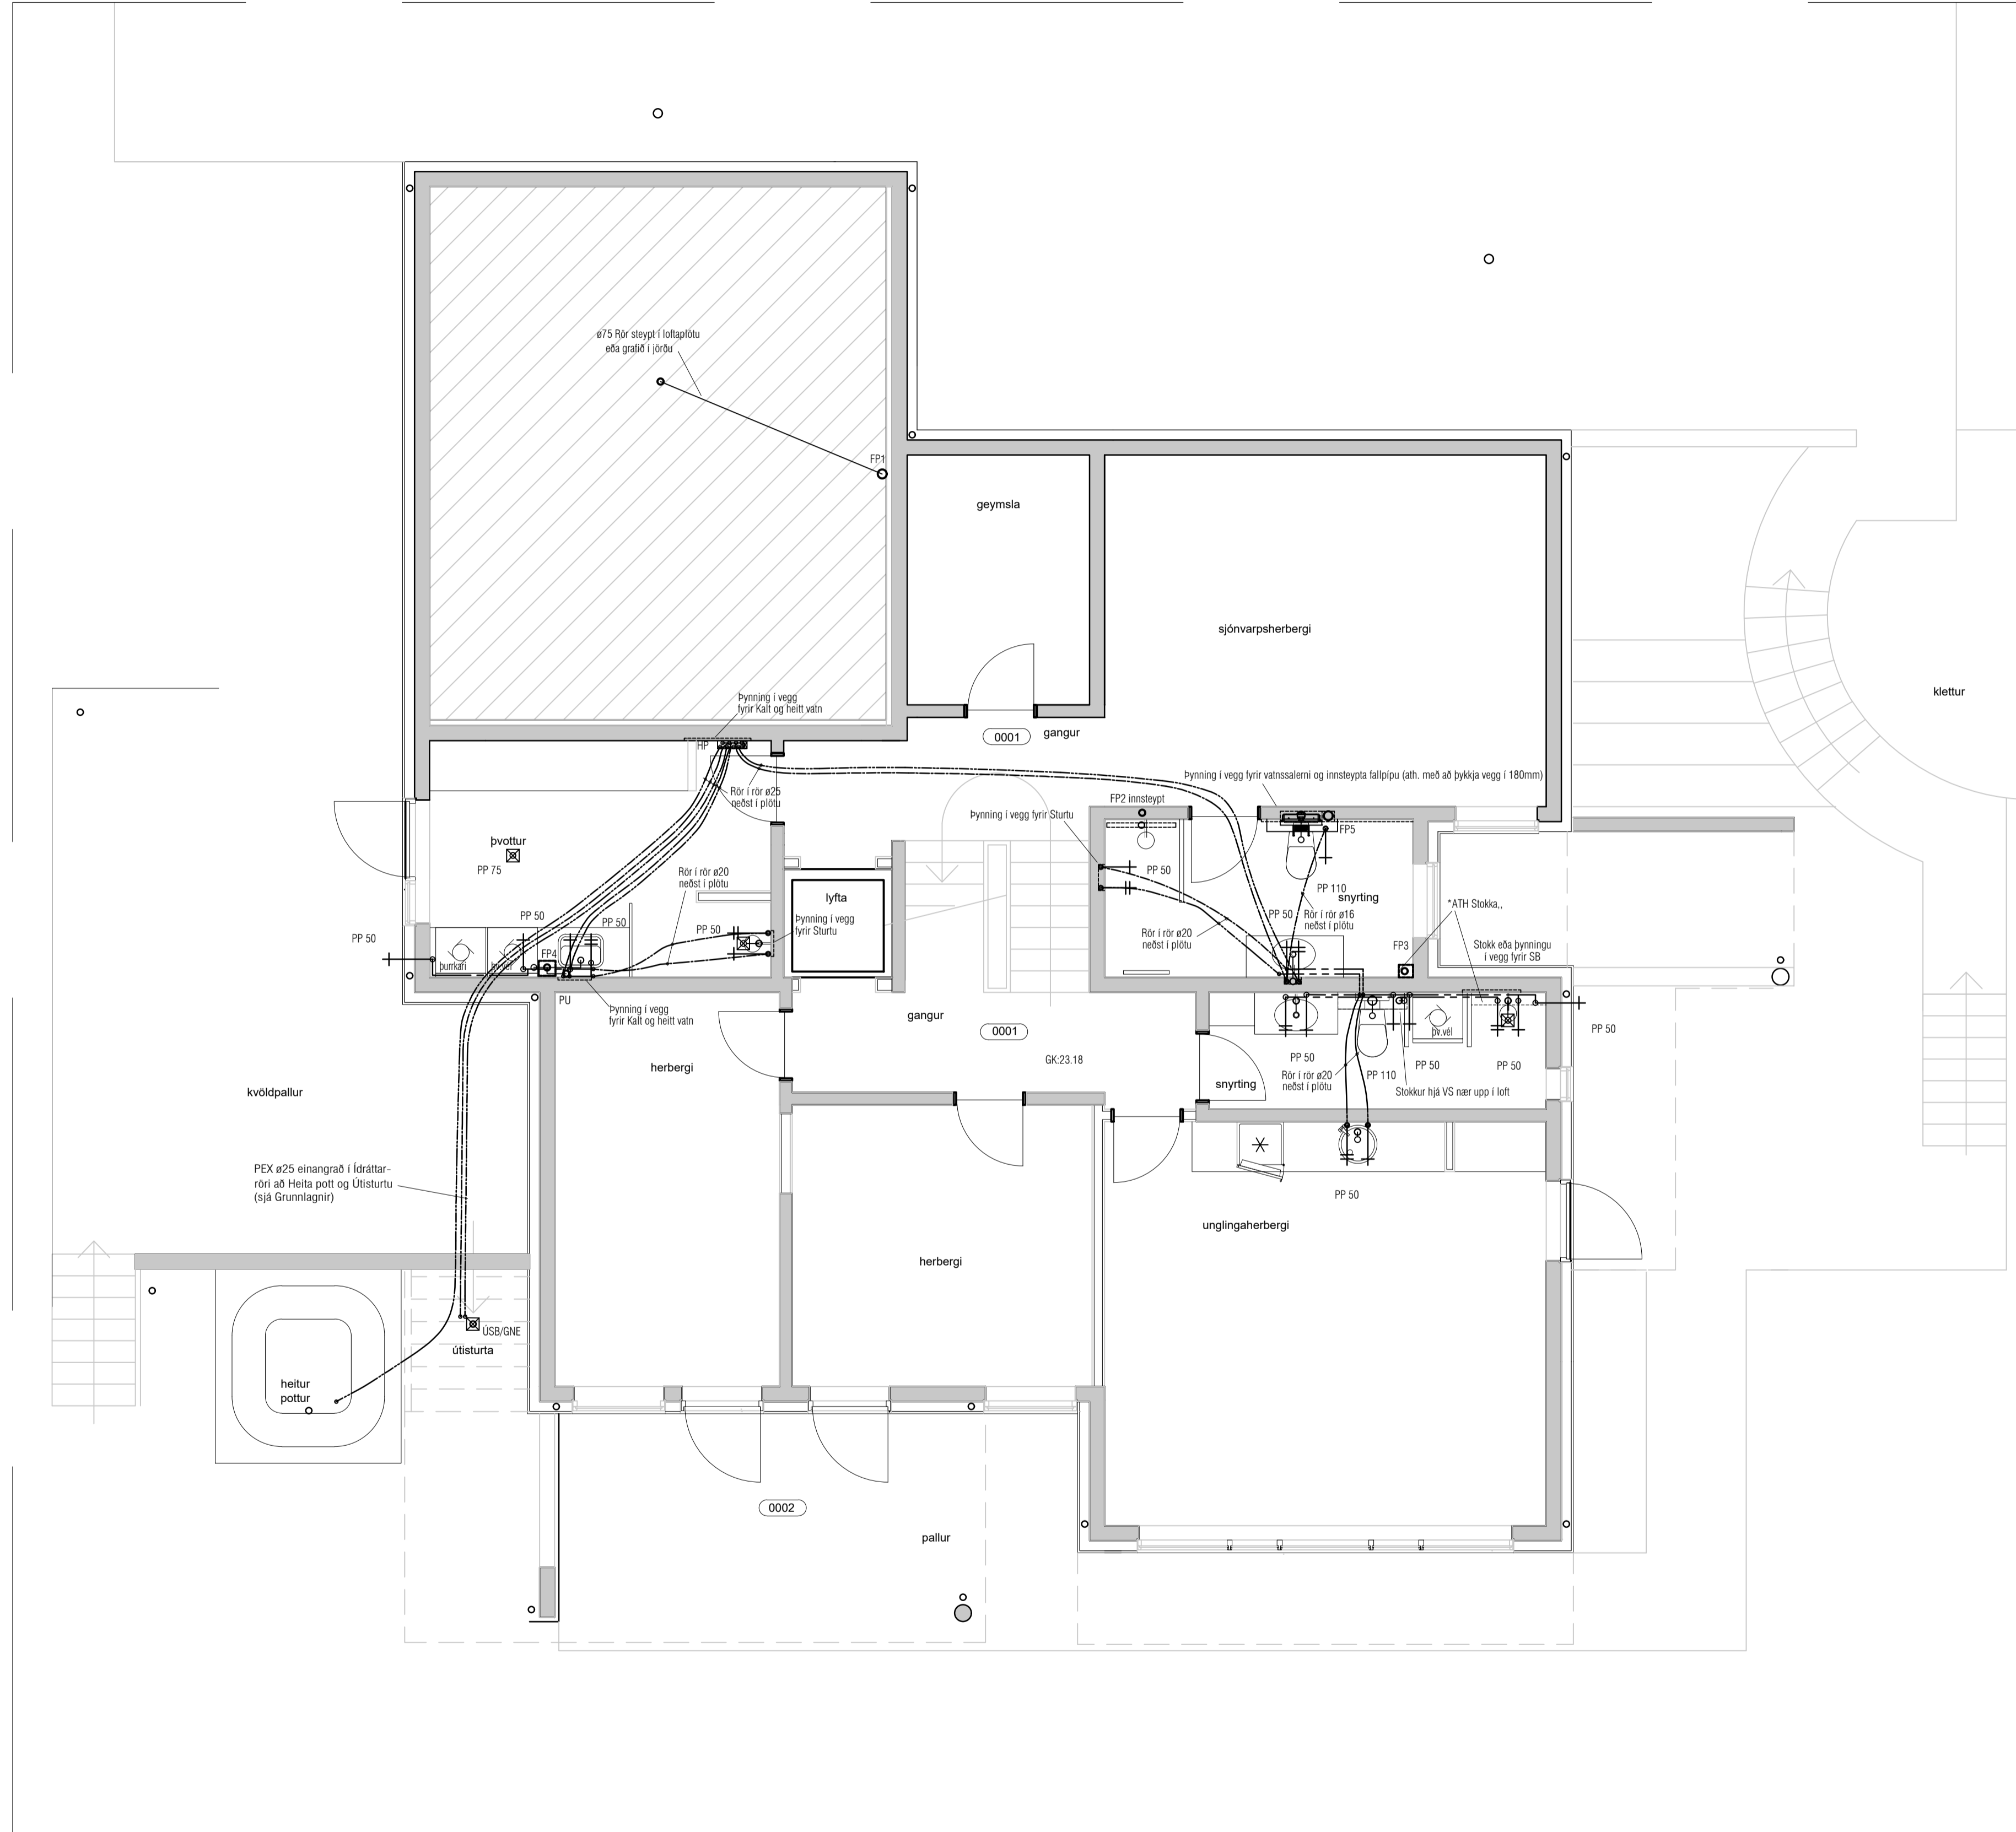 ø75 Rör steypt í loftaplötu
eða grafið í jörðu
FP1
geymsla
sjónvarpsherbergi
klettur
Þynning í vegg
fyrir Kalt og heitt vatn
HP
0001
gangur
Þynning í vegg fyrir vatnssalerni og innsteypta fallpípu (ath. með að þykkja vegg í 180mm)
Rör í rör ø25
neðst í plötu
FP2 innsteypt
Þynning í vegg fyrir Sturtu
FP5
þvottur
PP 75
Rör í rör ø20
neðst í plötu
PP 50
PP 110
snyrting
lyfta
*ATH Stokka,,
PP 50
PP 50
PP 50
Þynning í vegg
fyrir Sturtu
PP 50
Rör í rör ø16
neðst í plötu
Rör í rör ø20
neðst í plötu
PP 50
FP3
Stokk eða þynningu
í vegg fyrir SB
FP4
þurrkari
þv.vél
PU
Þynning í vegg
fyrir Kalt og heitt vatn
gangur
0001
GK:23.18
þv.vél
PP 50
PP 50
PP 50
PP 50
herbergi
Rör í rör ø20
neðst í plötu
PP 110
snyrting
Stokkur hjá VS nær upp í loft
kvöldpallur
PEX ø25 einangrað í Ídráttar-
röri að Heita pott og Útisturtu
(sjá Grunnlagnir)
PP 50
unglingaherbergi
herbergi
ÚSB/GNE
útisturta
heitur
pottur
0002
pallur